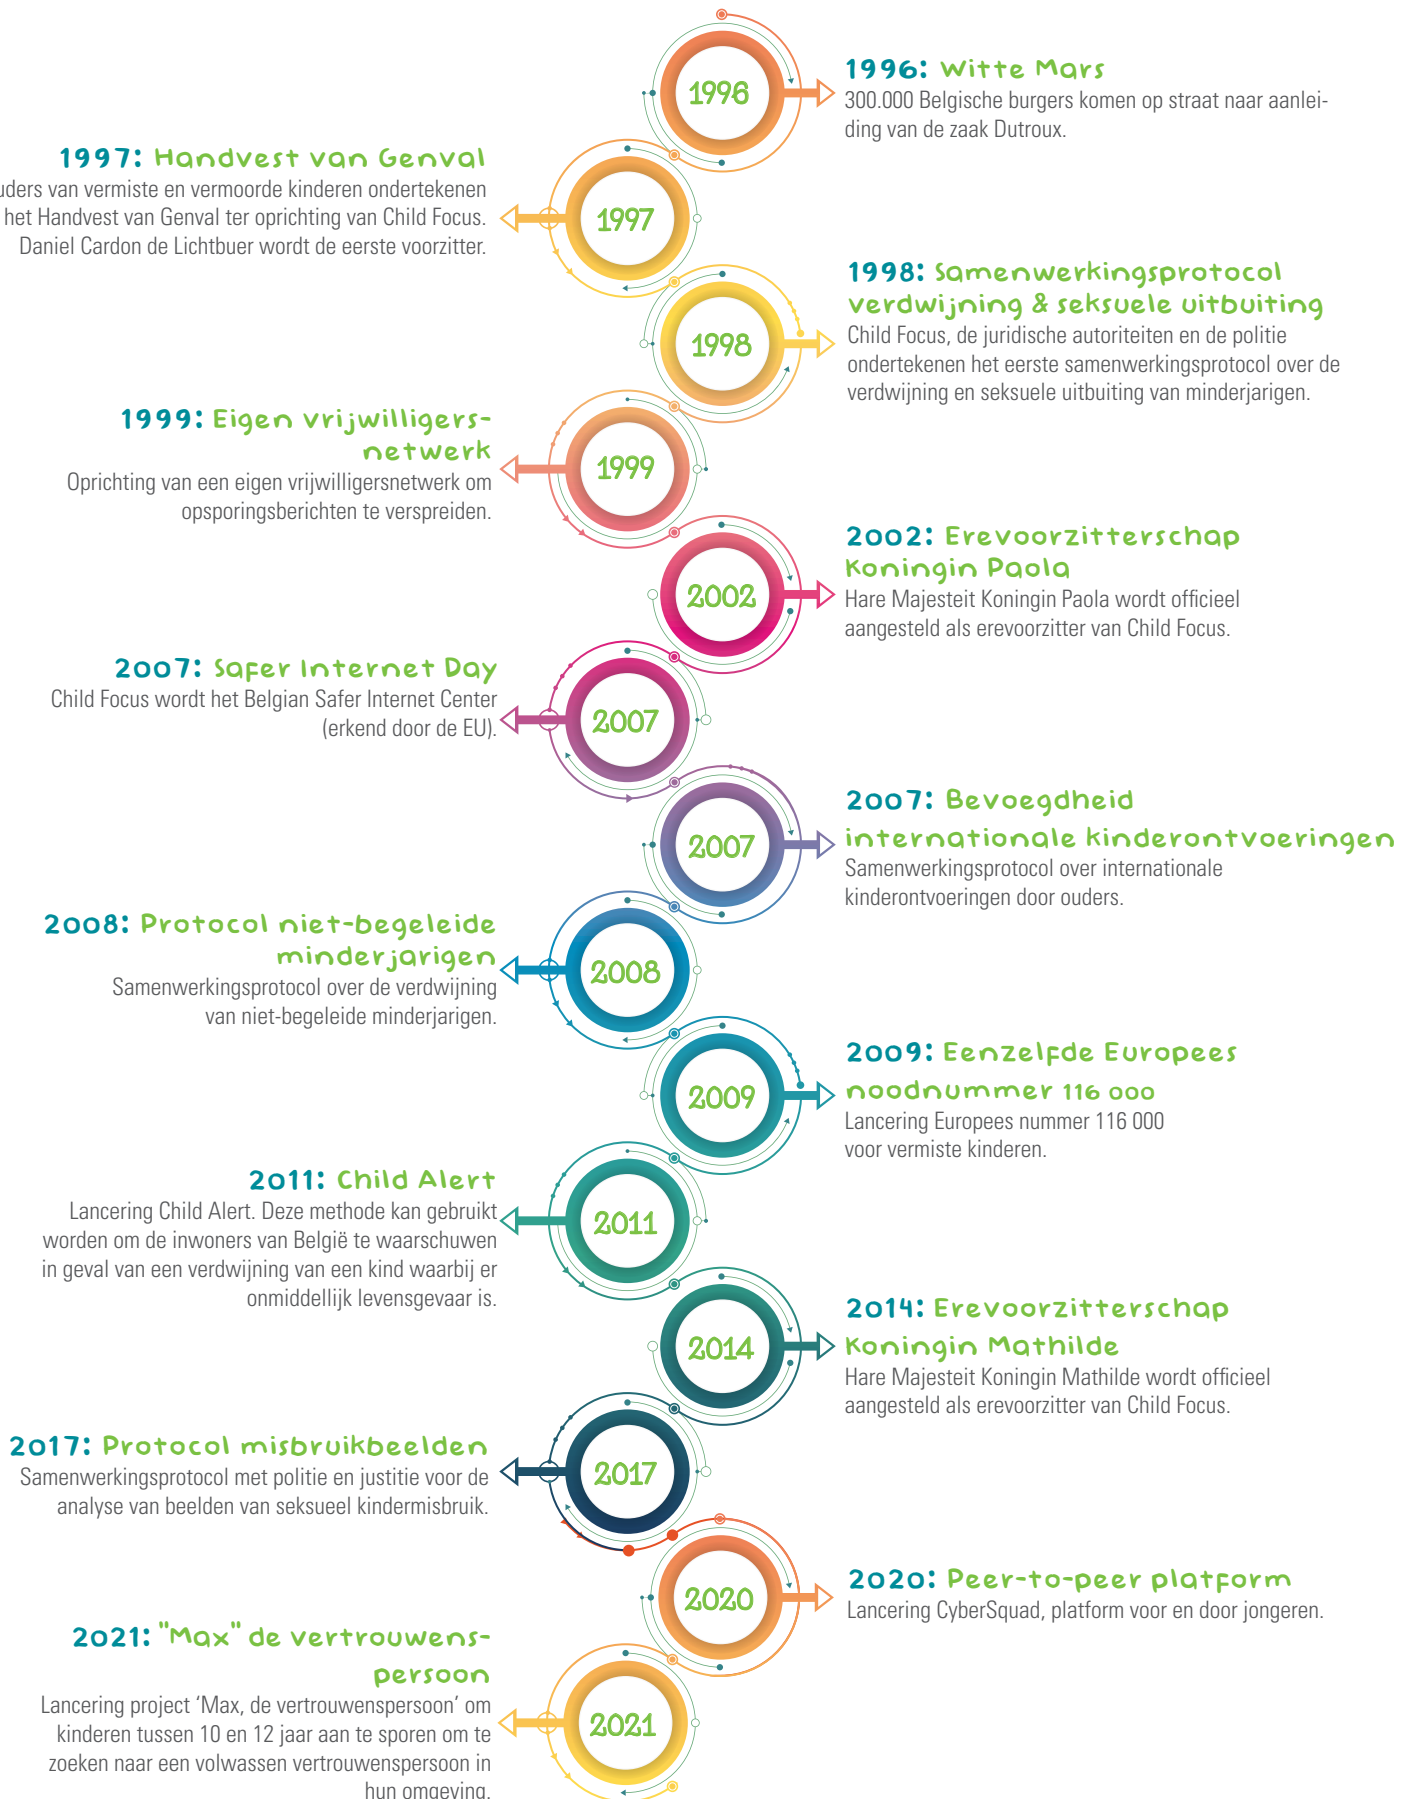 1996
1996: Witte Mars
300.000 Belgische burgers komen op straat naar aanlei-
ding van de zaak Dutroux.
1997: Handvest van Genval
van vermiste en vermoorde kinderen ondertekenen
het Handvest van Genval ter oprichting van Child Focus.
Daniel Cardon de Lichtbuer wordt de eerste voorzitter.
1997
1998
1998: Samenwerkingsprotocol
verdwijning & seksuele uitbuiting
Child Focus, de juridische autoriteiten en de politie
ondertekenen het eerste samenwerkingsprotocol over de
verdwijning en seksuele uitbuiting van minderjarigen.
1999: Eigen vrijwilligers-
netwerk
Oprichting van een eigen vrijwilligersnetwerk om
opsporingsberichten te verspreiden.
1999
2002
2002: Erevoorzitterschap
Koningin Paola
Hare Majesteit Koningin Paola wordt officieel
aangesteld als erevoorzitter van Child Focus.
2007: Safer Internet Day
Child Focus wordt het Belgian Safer Internet Center
(erkend door de EU).
2007
2007
2007: Bevoegdheid
internationale kinderontvoeringen
Samenwerkingsprotocol over internationale
kinderontvoeringen door ouders.
2008: Protocol niet-begeleide
minderjarigen
Samenwerkingsprotocol over de verdwijning
van niet-begeleide minderjarigen.
2008
2009
2009: Eenzelfde Europees
noodnummer 116 000
Lancering Europees nummer 116 000
voor vermiste kinderen.
2011: Child Alert
Lancering Child Alert. Deze methode kan gebruikt
worden om de inwoners van België te waarschuwen
in geval van een verdwijning van een kind waarbij er
onmiddellijk levensgevaar is.
2011
2014
2014: Erevoorzitterschap
Koningin Mathilde
Hare Majesteit Koningin Mathilde wordt officieel
aangesteld als erevoorzitter van Child Focus.
2017: Protocol misbruikbeelden
Samenwerkingsprotocol met politie en justitie voor de
analyse van beelden van seksueel kindermisbruik.
2017
2020
2020: Peer-to-peer platform
Lancering CyberSquad, platform voor en door jongeren.
2021: "Max" de vertrouwens-
persoon
Lancering project ‘Max, de vertrouwenspersoon’ om
kinderen tussen 10 en 12 jaar aan te sporen om te
zoeken naar een volwassen vertrouwenspersoon in
hun omgeving.
2021